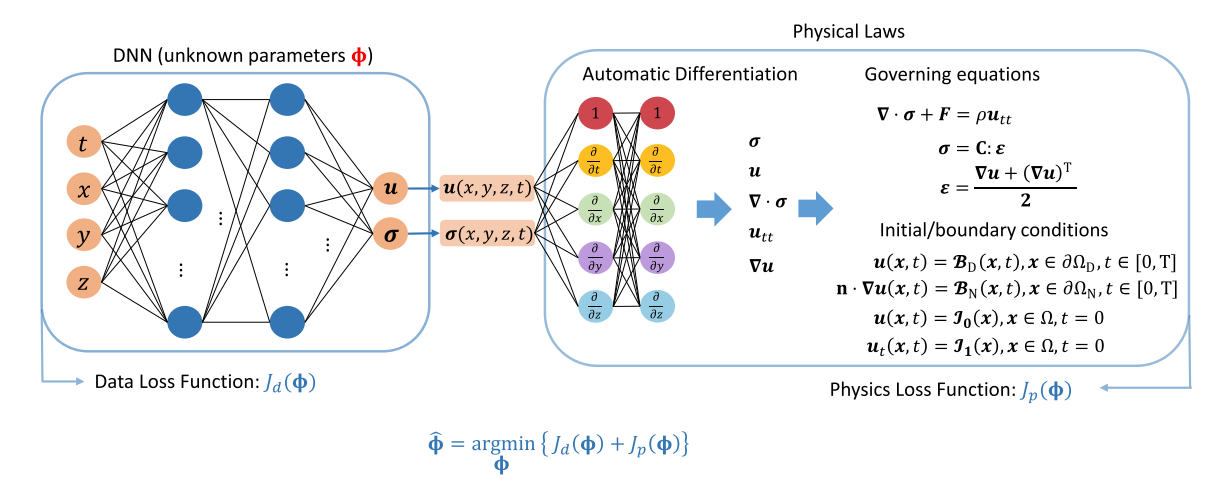 Physical Laws
DNN (unknown parameters ϕ)
t
x
y
z
⋮
⋮
⋮
⋮
u
σ
u(x, y, z, t)
σ(x, y, z, t)
Automatic Differentiation
1 1
∂/∂t ∂/∂t
∂/∂x ∂/∂x
∂/∂y ∂/∂y
∂/∂z ∂/∂z
σ
u
∇ · σ
u_tt
∇u
Governing equations
∇ · σ + F = ρu_tt
σ = C: ε
ε = (∇u + (∇u)^T)/2
Initial/boundary conditions
u(x, t) = ℬ_D(x, t), x ∈ ∂Ω_D, t ∈ [0, T]
n · ∇u(x, t) = ℬ_N(x, t), x ∈ ∂Ω_N, t ∈ [0, T]
u(x, t) = ℐ_0(x), x ∈ Ω, t = 0
u_t(x, t) = ℐ_1(x), x ∈ Ω, t = 0
Data Loss Function: J_d(ϕ)
Physics Loss Function: J_p(ϕ)
ϕ̂ = argmin_ϕ {J_d(ϕ) + J_p(ϕ)}